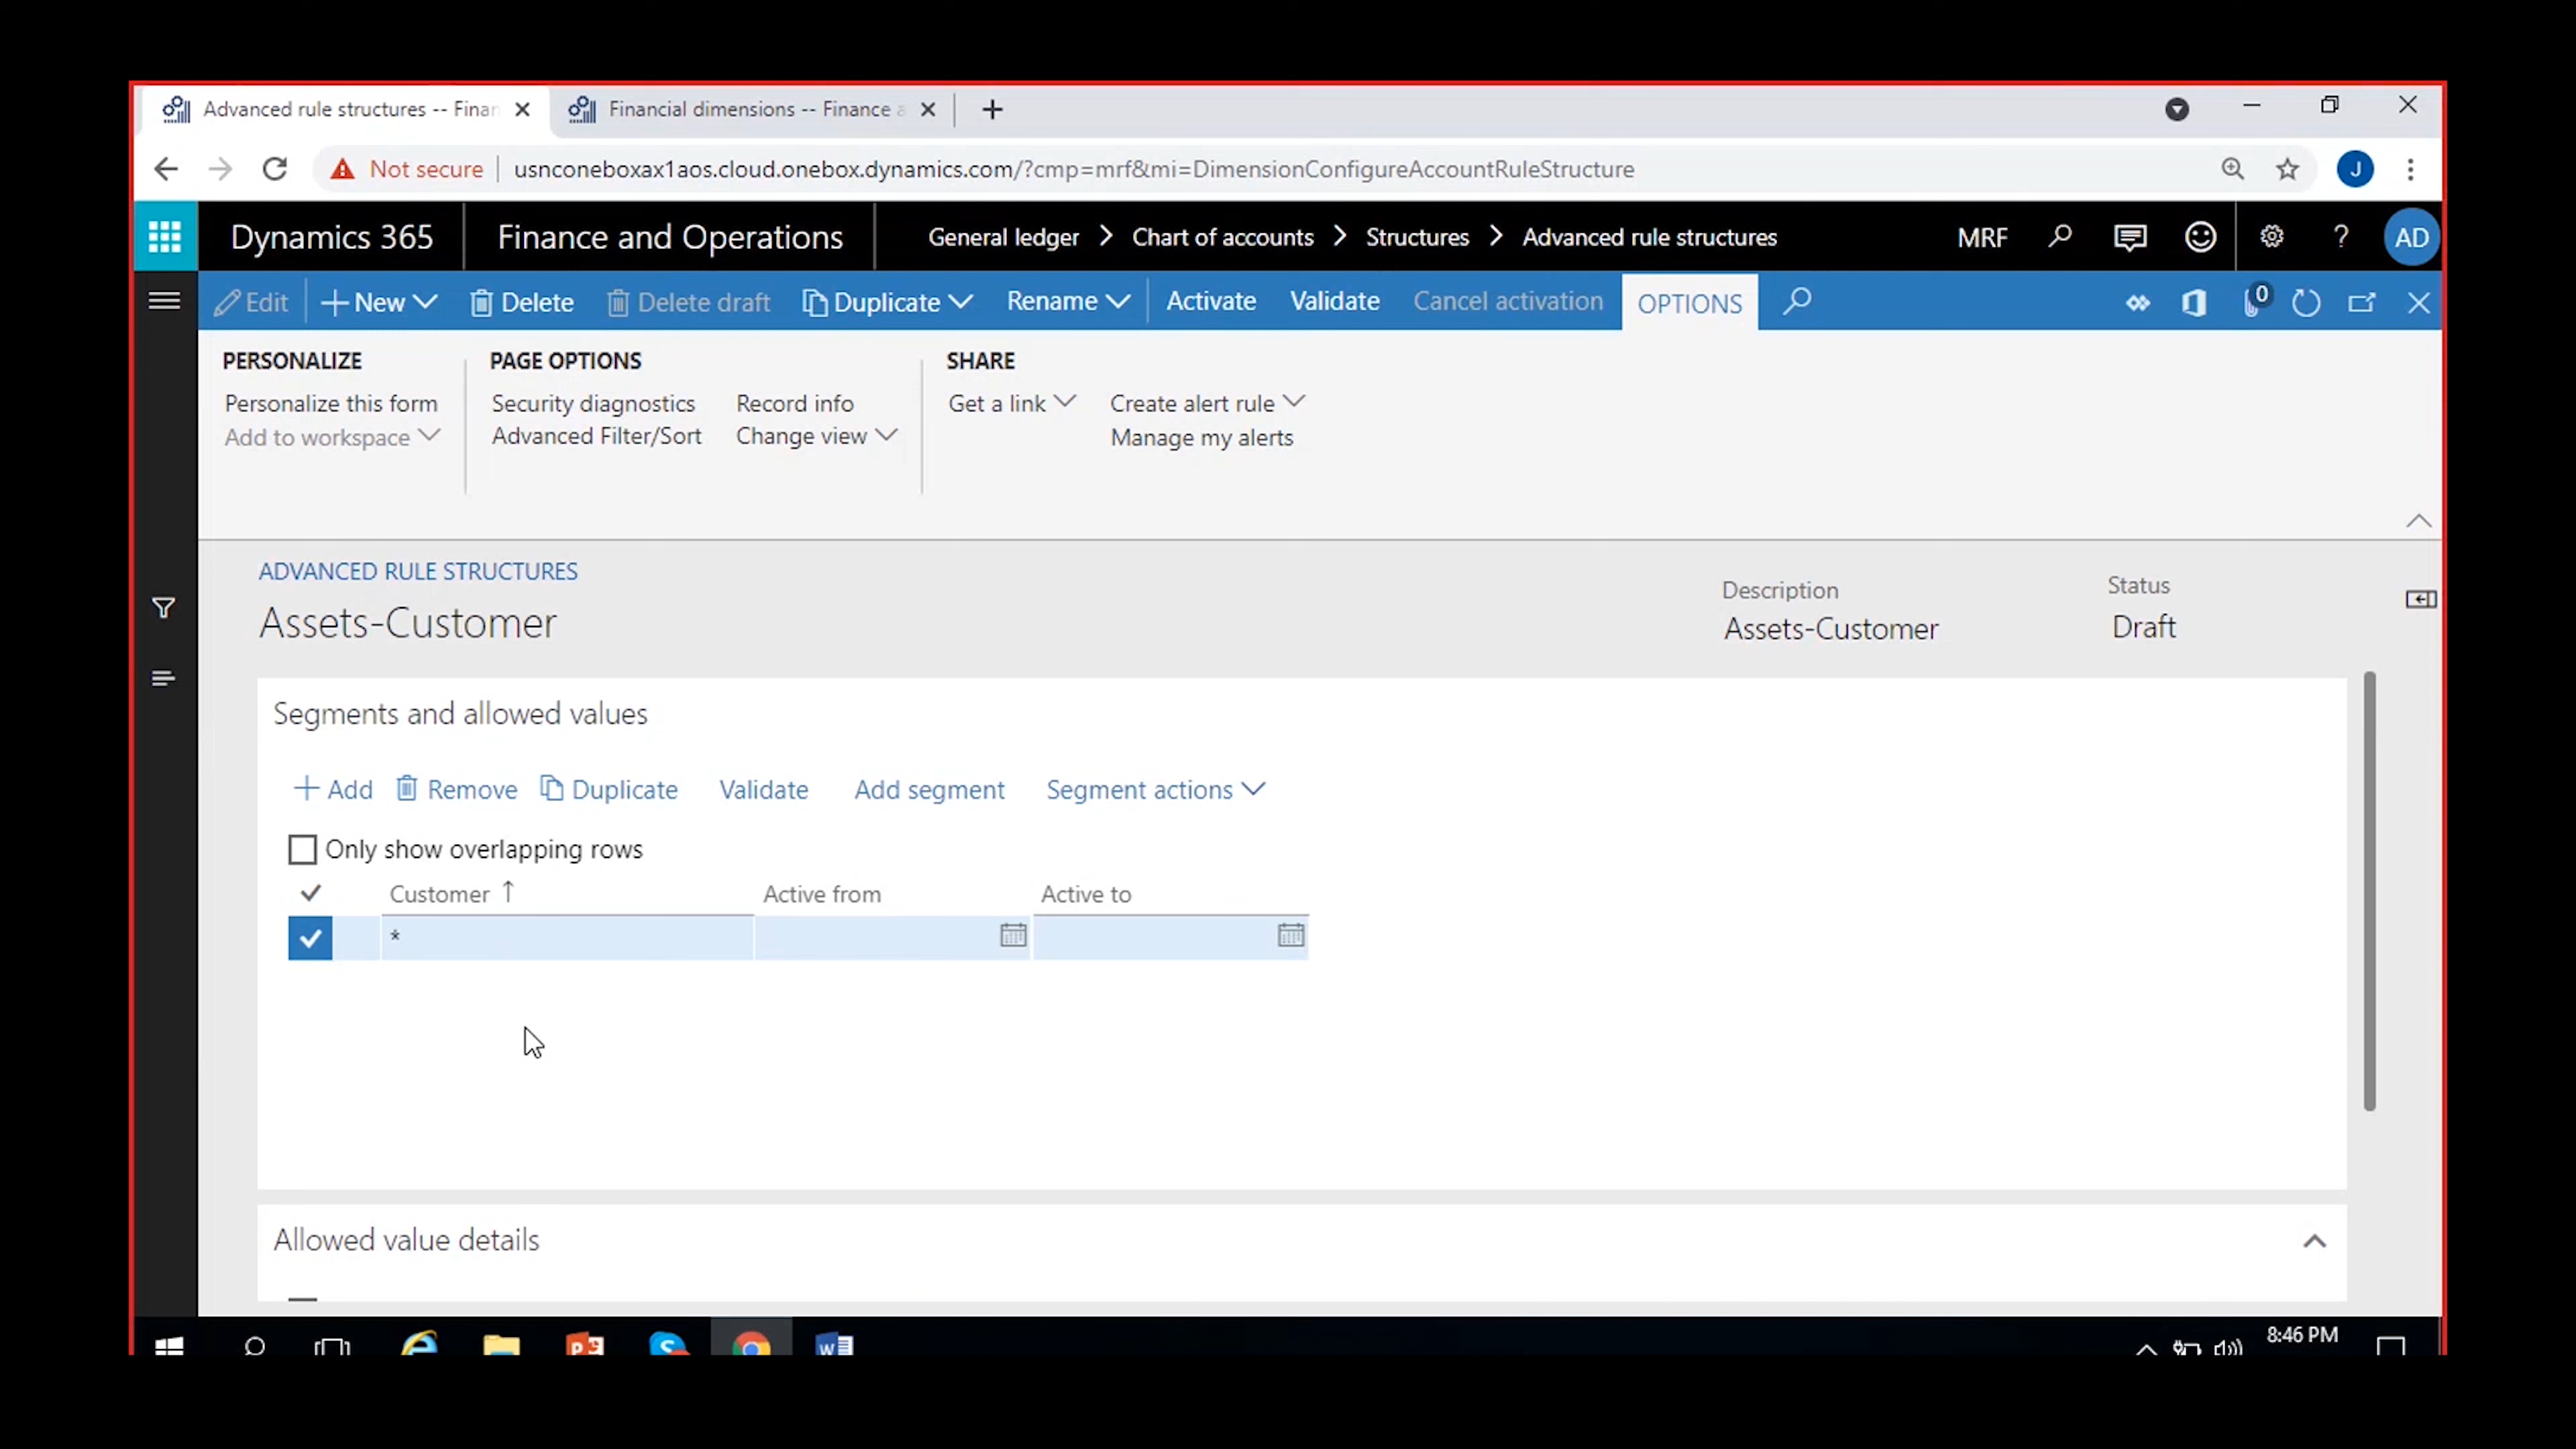 Advanced rule structures -- Finan
Financial dimensions -- Finance a
Not secure usnconeboxax1aos.cloud.onebox.dynamics.com/?cmp=mrf&mi=DimensionConfigureAccountRuleStructure J
Dynamics 365 Finance and Operations General ledger > Chart of accounts > Structures > Advanced rule structures MRF ? AD
Edit + New Delete Delete draft Duplicate Rename Activate Validate Cancel activation OPTIONS 0
PERSONALIZE PAGE OPTIONS SHARE
Personalize this form Security diagnostics Record info Get a link Create alert rule
Add to workspace Advanced Filter/Sort Change view Manage my alerts
ADVANCED RULE STRUCTURES
Assets-Customer
Description
Assets-Customer
Status
Draft
Segments and allowed values
+ Add Remove Duplicate Validate Add segment Segment actions
Only show overlapping rows
Customer ↑ Active from Active to
*
Allowed value details
8:46 PM